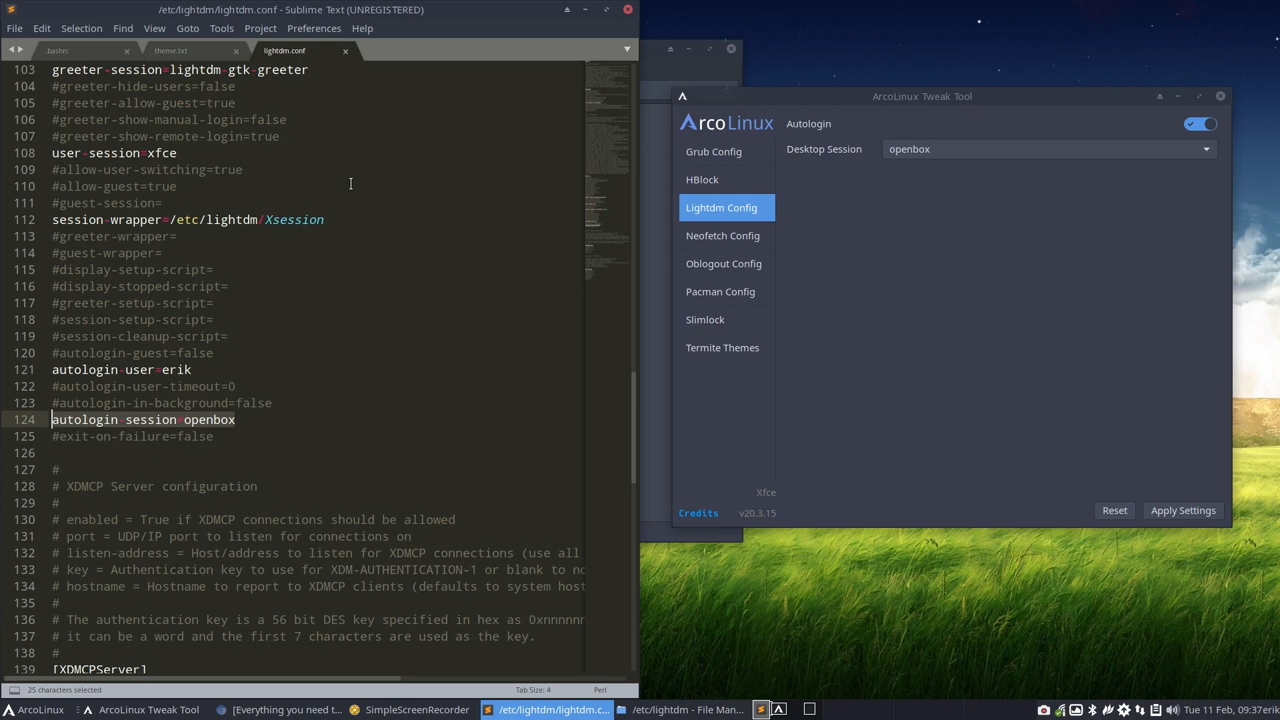 /etc/lightdm/lightdm.conf - Sublime Text (UNREGISTERED)
File Edit Selection Find View Goto Tools Project Preferences Help
.bashrc theme.txt lightdm.conf
103 greeter-session=lightdm-gtk-greeter
104 #greeter-hide-users=false
105 #greeter-allow-guest=true
106 #greeter-show-manual-login=false
107 #greeter-show-remote-login=true
108 user-session=xfce
109 #allow-user-switching=true
110 #allow-guest=true
111 #guest-session=
112 session-wrapper=/etc/lightdm/Xsession
113 #greeter-wrapper=
114 #guest-wrapper=
115 #display-setup-script=
116 #display-stopped-script=
117 #greeter-setup-script=
118 #session-setup-script=
119 #session-cleanup-script=
120 #autologin-guest=false
121 autologin-user=erik
122 #autologin-user-timeout=0
123 #autologin-in-background=false
124 autologin-session=openbox
125 #exit-on-failure=false
126
127 #
128 # XDMCP Server configuration
129 #
130 # enabled = True if XDMCP connections should be allowed
131 # port = UDP/IP port to listen for connections on
132 # listen-address = Host/address to listen for XDMCP connections (use all
133 # key = Authentication key to use for XDM-AUTHENTICATION-1 or blank to no
134 # hostname = Hostname to report to XDMCP clients (defaults to system host
135 #
136 # The authentication key is a 56 bit DES key specified in hex as 0xnnnnnn
137 # it can be a word and the first 7 characters are used as the key.
138 #
139 [XDMCPServer]
25 characters selected Tab Size: 4 Perl
ArcoLinux Tweak Tool
ArcoLinux
Grub Config
HBlock
Lightdm Config
Neofetch Config
Oblogout Config
Pacman Config
Slimlock
Termite Themes
Autologin
Desktop Session openbox
Xfce
Credits v20.3.15
Reset Apply Settings
ArcoLinux ArcoLinux Tweak Tool [Everything you need t... SimpleScreenRecorder /etc/lightdm/lightdm.c... /etc/lightdm - File Man... Tue 11 Feb, 09:37 erik